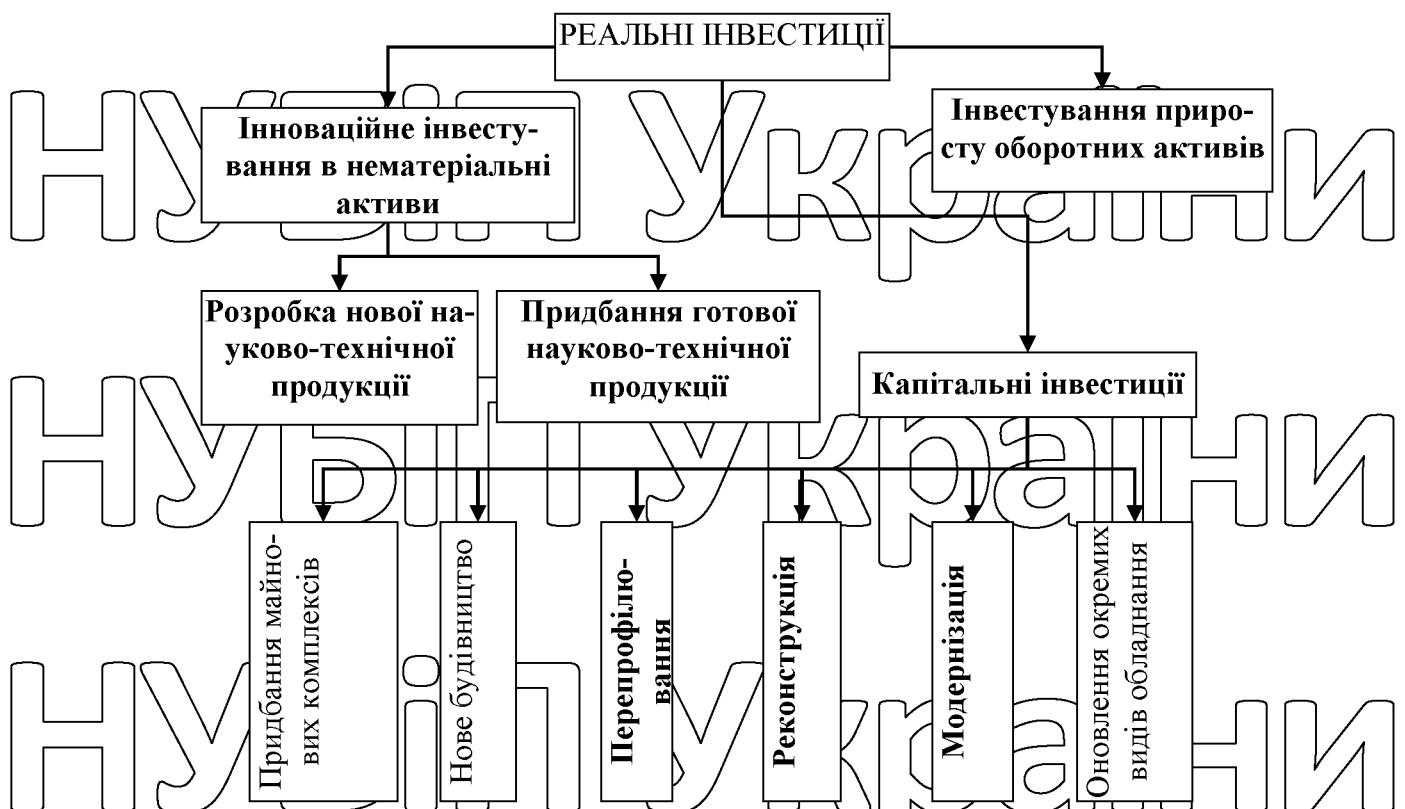 РЕАЛЬНІ ІНВЕСТИЦІЇ
Інноваційне інвесту-
вання в нематеріальні
активи
Інвестування приро-
сту оборотних активів
НУБіП України
Розробка нової на-
уково-технічної
продукції
Придбання готової
науково-технічної
продукції
Капітальні інвестиції
НУБіП України
Придбання майно-
вих комплексів
Нове будівництво
Перепрофілю-
вання
Реконструкція
Модернізація
Оновлення окремих
видів обладнання
НУБіП України